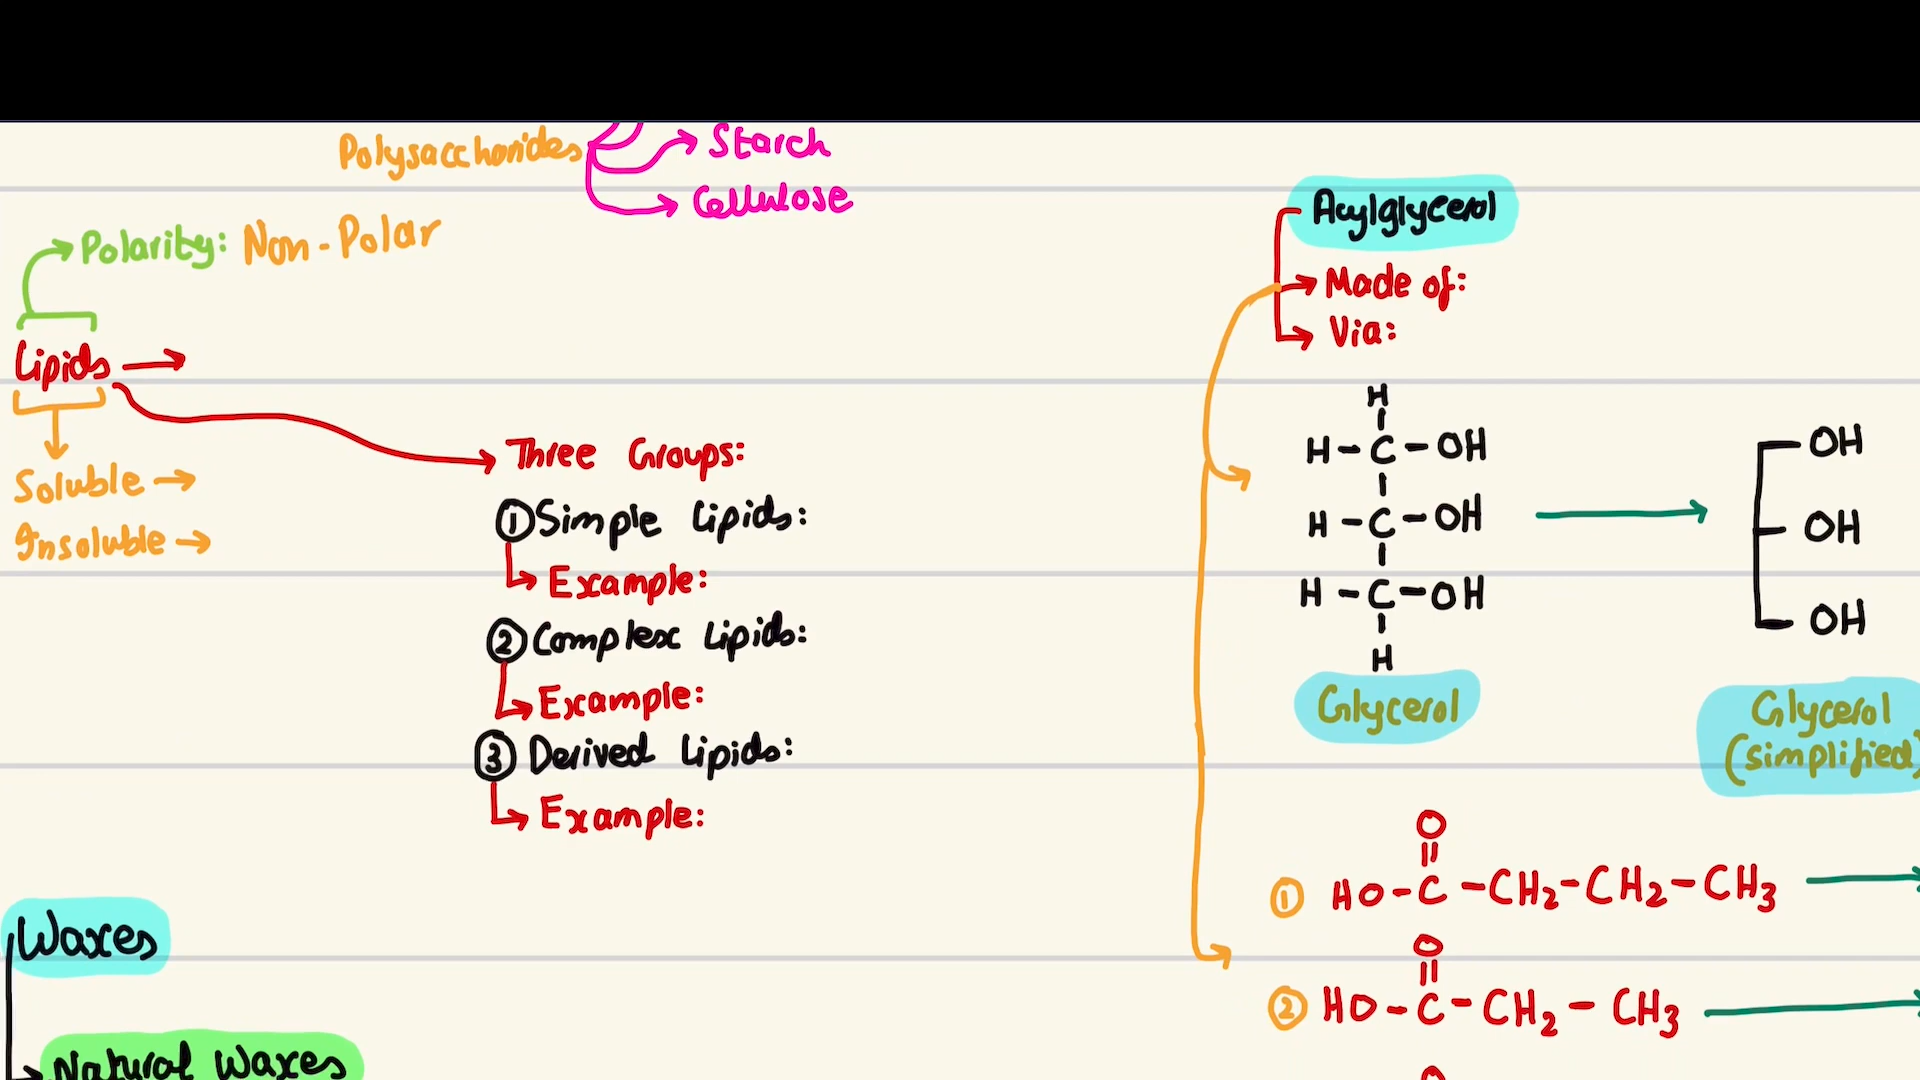 Polysaccharides
Starch
Cellulose
Polarity: Non-Polar
Lipids
Soluble
Insoluble
Three Groups:
① Simple Lipids:
Example:
② Complex Lipids:
Example:
③ Derived Lipids:
Example:
Waxes
Natural Waxes
Acylglycerol
Made of:
Via:
H
H-C-OH
H-C-OH
H-C-OH
H
Glycerol
OH
OH
OH
Glycerol
(simplified)
O
① HO-C-CH2-CH2-CH3
O
② HO-C-CH2-CH3
O